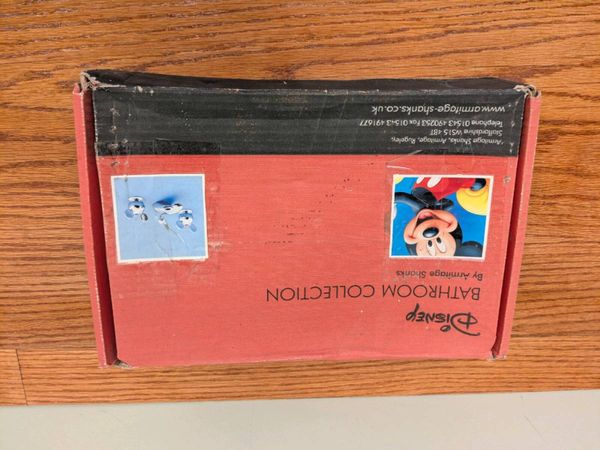 Disney
BATHROOM COLLECTION
By Armitage Shanks
Armitage Shanks, Armitage, Rugeley,
Staffordshire WS15 4BT
Telephone 01543 490253 Fax 01543 491677
www.armitage-shanks.co.uk